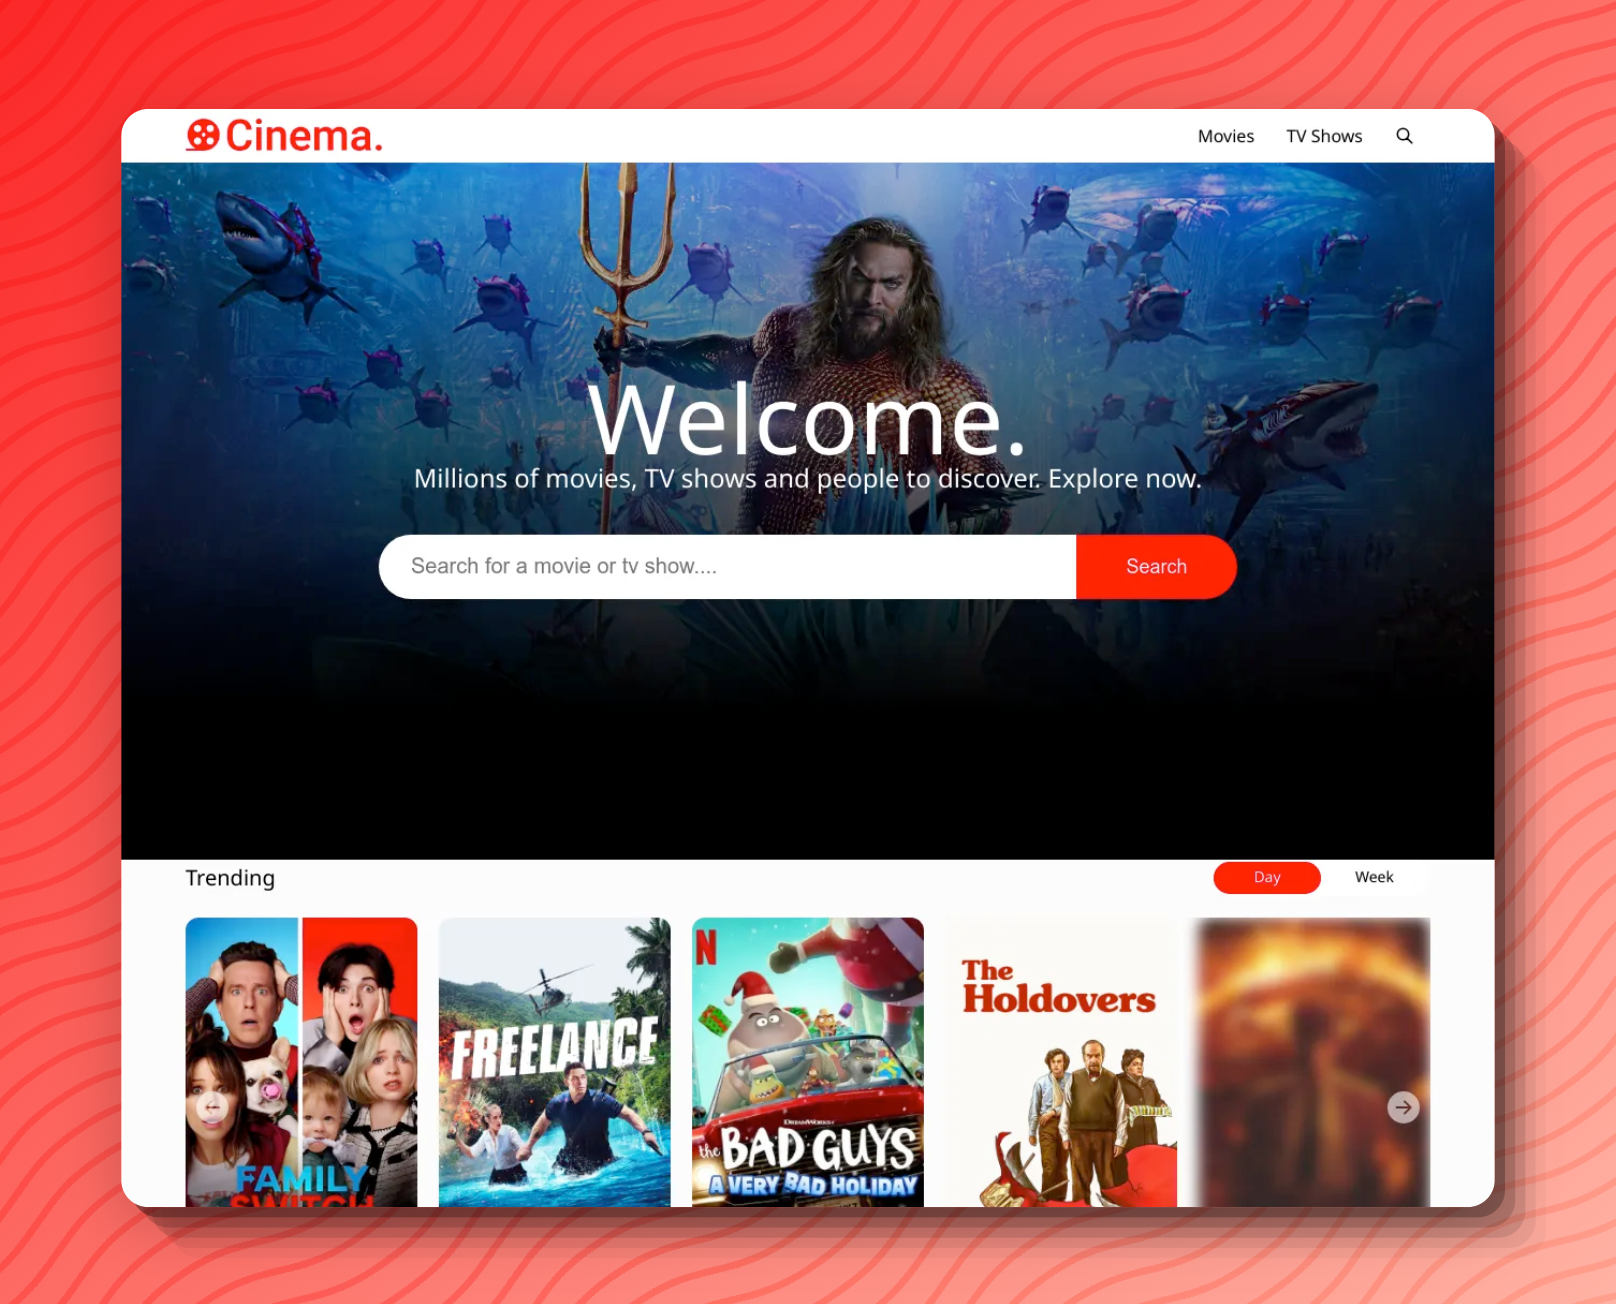 Cinema.
Movies
TV Shows
Welcome.
Millions of movies, TV shows and people to discover. Explore now.
Search for a movie or tv show....
Search
Trending
Day
Week
FAMILY
SWITCH
FREELANCE
N
DREAMWORKS
the BAD GUYS
A VERY BAD HOLIDAY
The
Holdovers